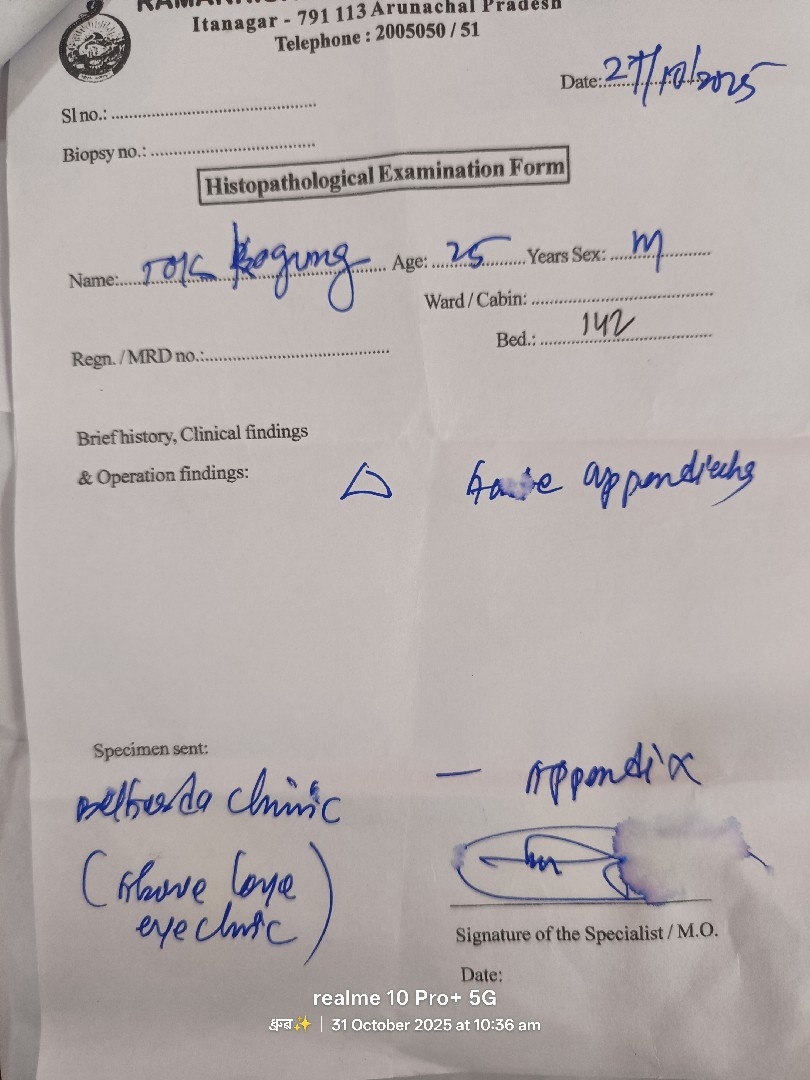 Itanagar - 791 113 Arunachal Pradesh
Telephone : 2005050 / 51
Date: 27/10/2025
Sl no.:
Biopsy no.:
Histopathological Examination Form
Name: Age: 25 Years Sex: M
Ward / Cabin:
Bed.: 142
Regn. / MRD no.:
Brief history, Clinical findings
& Operation findings:
Specimen sent:
— Appendix
clinic
(Above
eye clinic)
Signature of the Specialist / M.O.
Date:
realme 10 Pro+ 5G
ध्रुव✨ | 31 October 2025 at 10:36 am